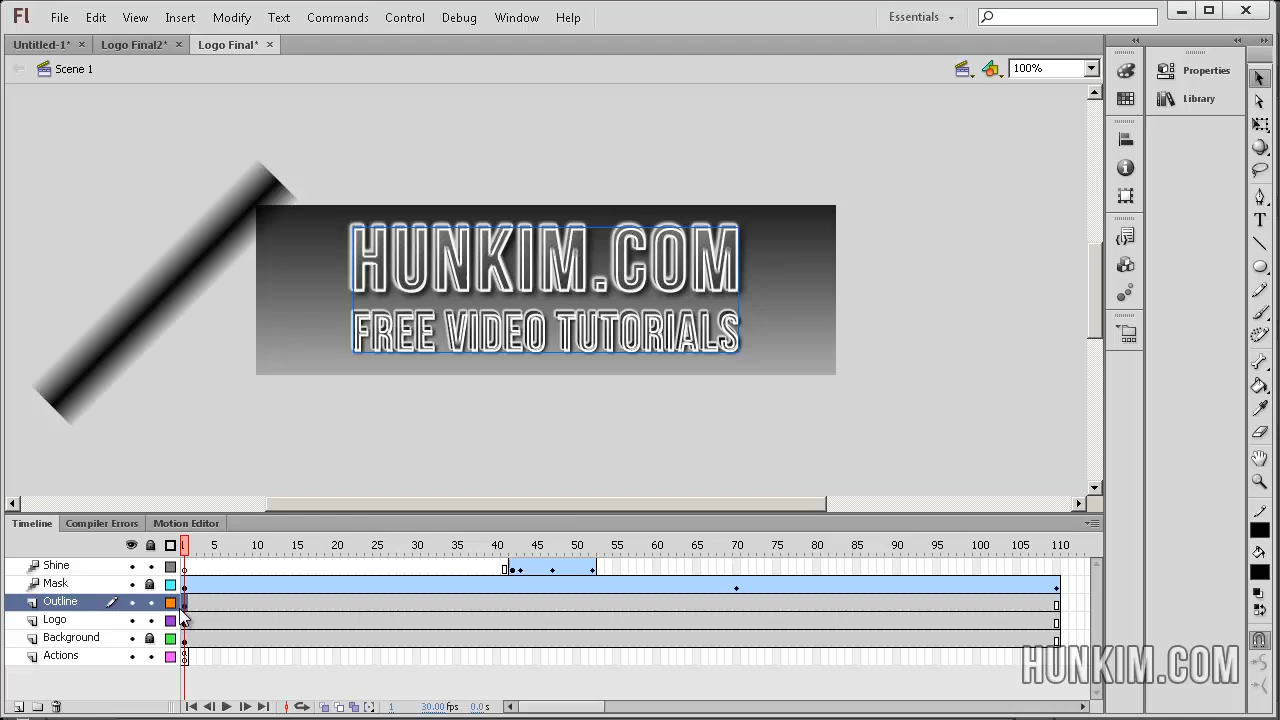 Fl File Edit View Insert Modify Text Commands Control Debug Window Help Essentials
Untitled-1* × Logo Final2* × Logo Final* ×
Scene 1 100%
Properties
Library
HUNKIM.COM
FREE VIDEO TUTORIALS
Timeline Compiler Errors Motion Editor
1 5 10 15 20 25 30 35 40 45 50 55 60 65 70 75 80 85 90 95 100 105 110
Shine
Mask
Outline
Logo
Background
Actions
HUNKIM.COM
1 30.00fps 0.0s